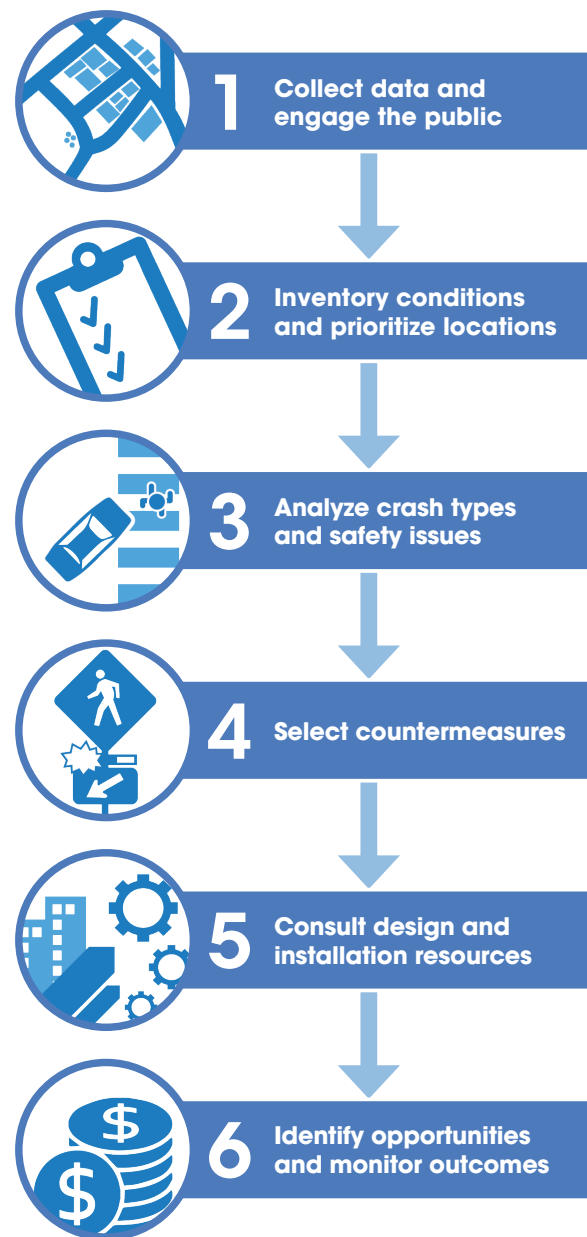 1
Collect data and
engage the public
2
Inventory conditions
and prioritize locations
3
Analyze crash types
and safety issues
4
Select countermeasures
5
Consult design and
installation resources
6
Identify opportunities
and monitor outcomes
$
$